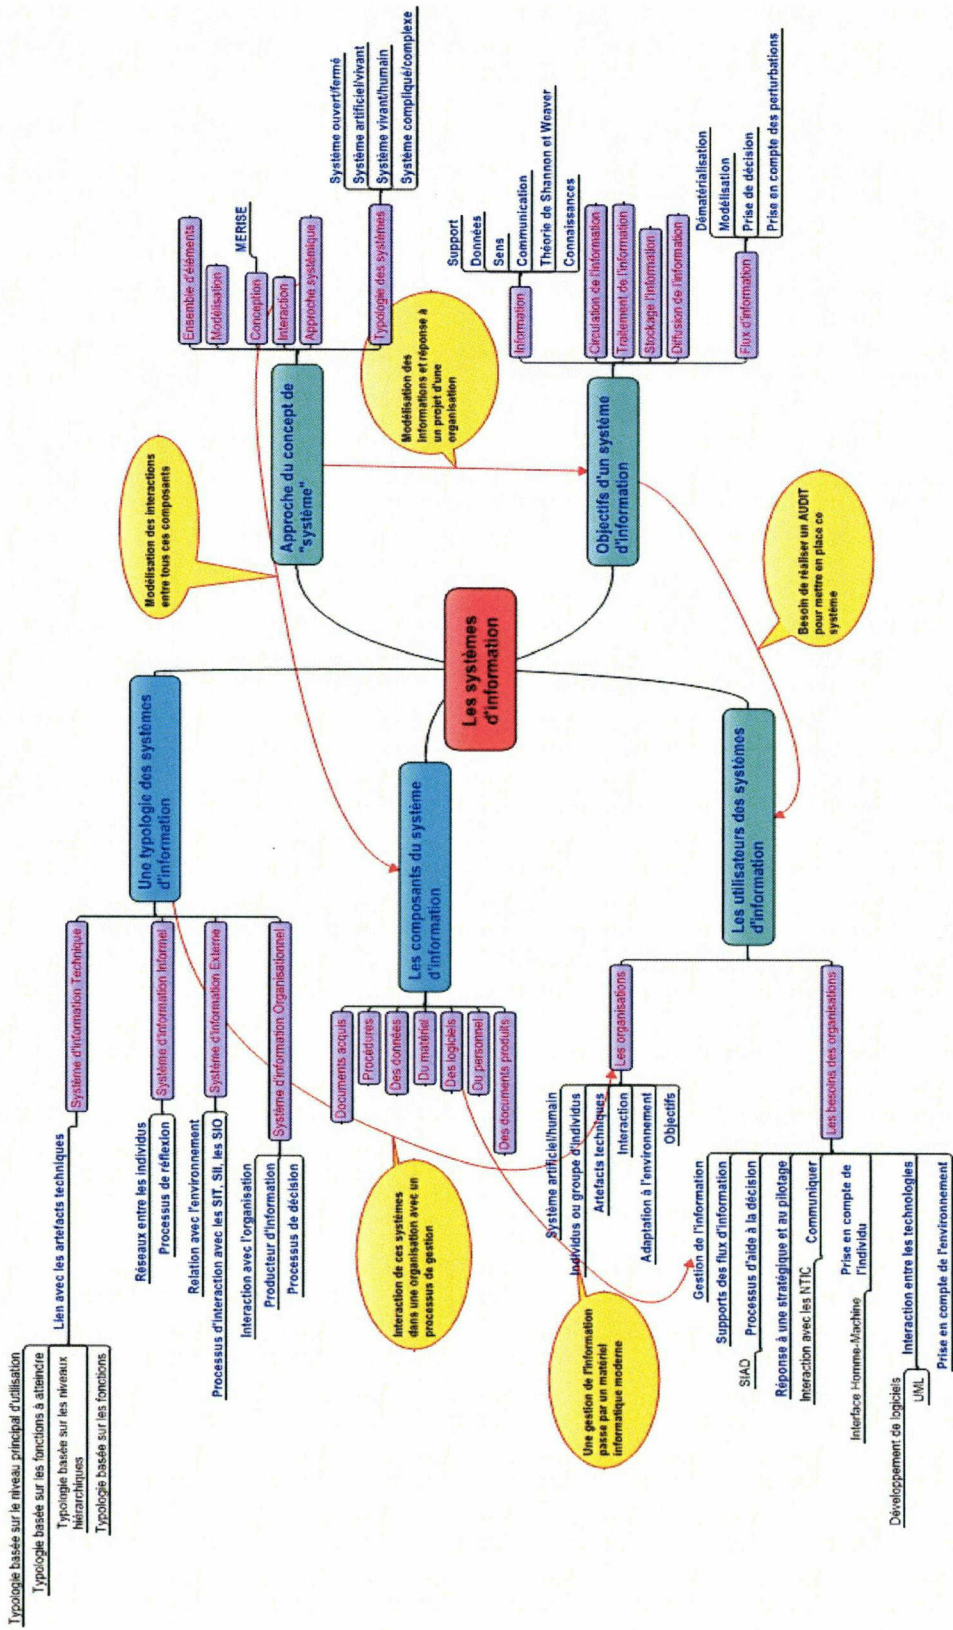 Les systèmes
d'information
Approche du concept de
"système"
Ensemble d'éléments
Modélisation
Conception
MERISE
Interaction
Approche systémique
Typologie des systèmes
Système ouvert/fermé
Système artificiel/vivant
Système vivant/humain
Système compliqué/complexe
Modélisation des
Informations et réponse à
un projet d'une
organisation
Objectifs d'un système
d'information
Information
Support
Données
Sens
Communication
Théorie de Shannon et Weaver
Connaissances
Circulation de l'information
Traitement de l'information
Stockage l'information
Diffusion de l'information
Flux d'information
Dématérialisation
Modélisation
Prise de décision
Prise en compte des perturbations
Besoin de réaliser un AUDIT
pour mettre en place ce
système
Modélisation des interactions
entre tous ces composants
Une typologie des systèmes
d'information
Système d'information Technique
Lien avec les artefacts techniques
Typologie basée sur le niveau principal d'utilisation
Typologie basée sur les fonctions à atteindre
Typologie basée sur les niveaux
hiérarchiques
Typologie basée sur les fonctions
Système d'information Informel
Réseaux entre les individus
Processus de réflexion
Système d'information Externe
Relation avec l'environnement
Processus d'interaction avec les SIT, SII, les SIO
Système d'information Organisationnel
Interaction avec l'organisation
Producteur d'information
Processus de décision
Les composants du système
d'information
Documents acquis
Procédures
Des données
Du matériel
Des logiciels
Du personnel
Des documents produits
Interaction de ces systèmes
dans une organisation avec un
processus de gestion
Une gestion de l'information
passe par un matériel
informatique moderne
Les utilisateurs des systèmes
d'information
Les organisations
Système artificiel/humain
Individus ou groupe d'individus
Artefacts techniques
Interaction
Adaptation à l'environnement
Objectifs
Les besoins des organisations
Gestion de l'information
Supports des flux d'information
SIAD
Processus d'aide à la décision
Réponse à une stratégique et au pilotage
Interaction avec les NTIC
Communiquer
Interface Homme-Machine
Prise en compte de
l'individu
Développement de logiciels
UML
Interaction entre les technologies
Prise en compte de l'environnement